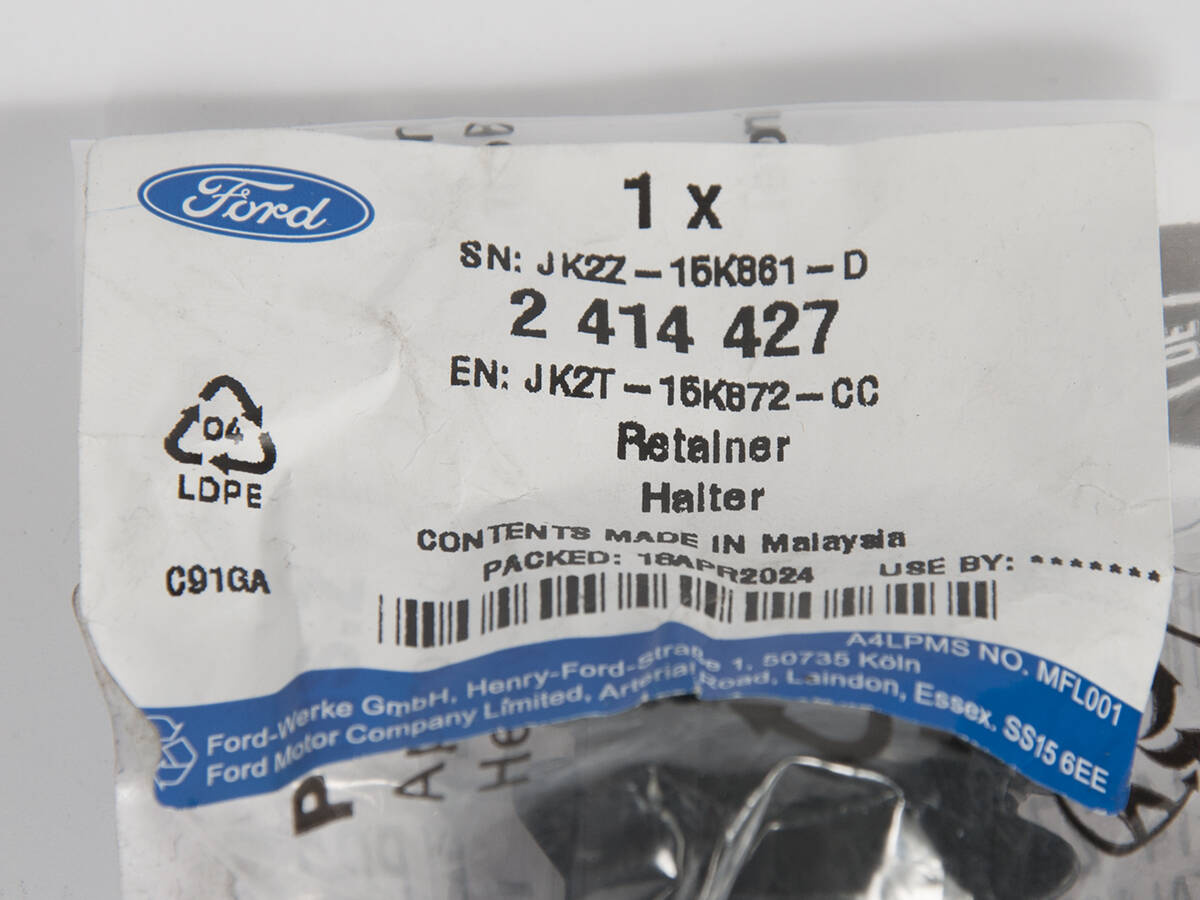 Ford
1 x
SN: JK2Z-15K861-D
2 414 427
EN: JK2T-15K872-CC
Retainer
Halter
04
LDPE
C91GA
CONTENTS MADE IN Malaysia
PACKED: 18APR2024 USE BY: *******
A4LPMS NO. MFL001
Ford-Werke GmbH, Henry-Ford-Straße 1, 50735 Köln
Ford Motor Company Limited, Arterial Road, Laindon, Essex. SS15 6EE